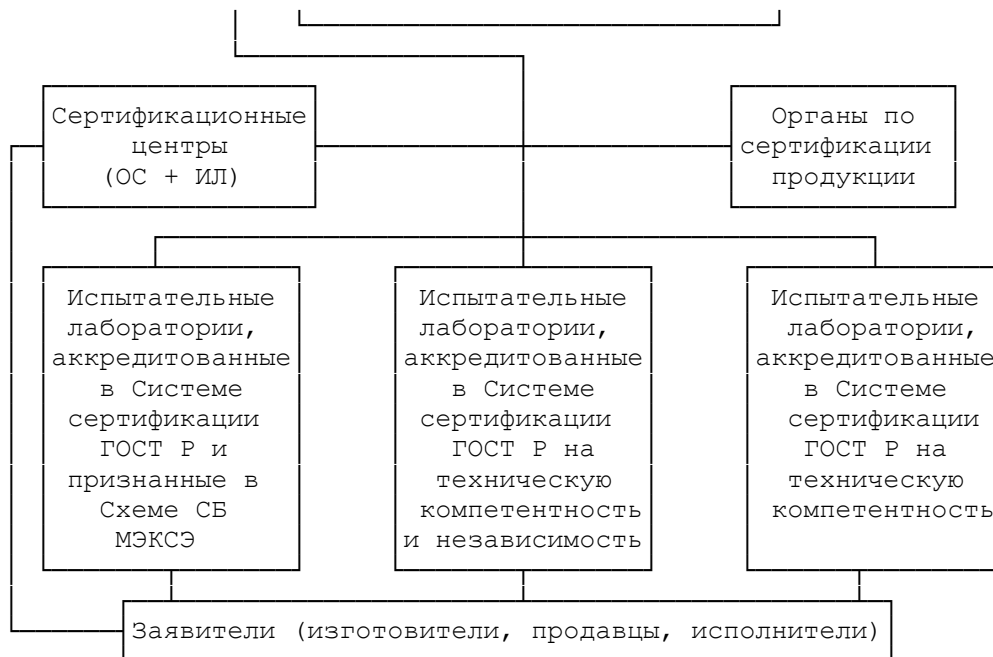 Сертификационные
центры
(ОС + ИЛ)
Органы по
сертификации
продукции
Испытательные
лаборатории,
аккредитованные
в Системе
сертификации
ГОСТ Р и
признанные в
Схеме СБ
МЭКСЭ
Испытательные
лаборатории,
аккредитованные
в Системе
сертификации
ГОСТ Р на
техническую
компетентность
и независимость
Испытательные
лаборатории,
аккредитованные
в Системе
сертификации
ГОСТ Р на
техническую
компетентность
Заявители (изготовители, продавцы, исполнители)